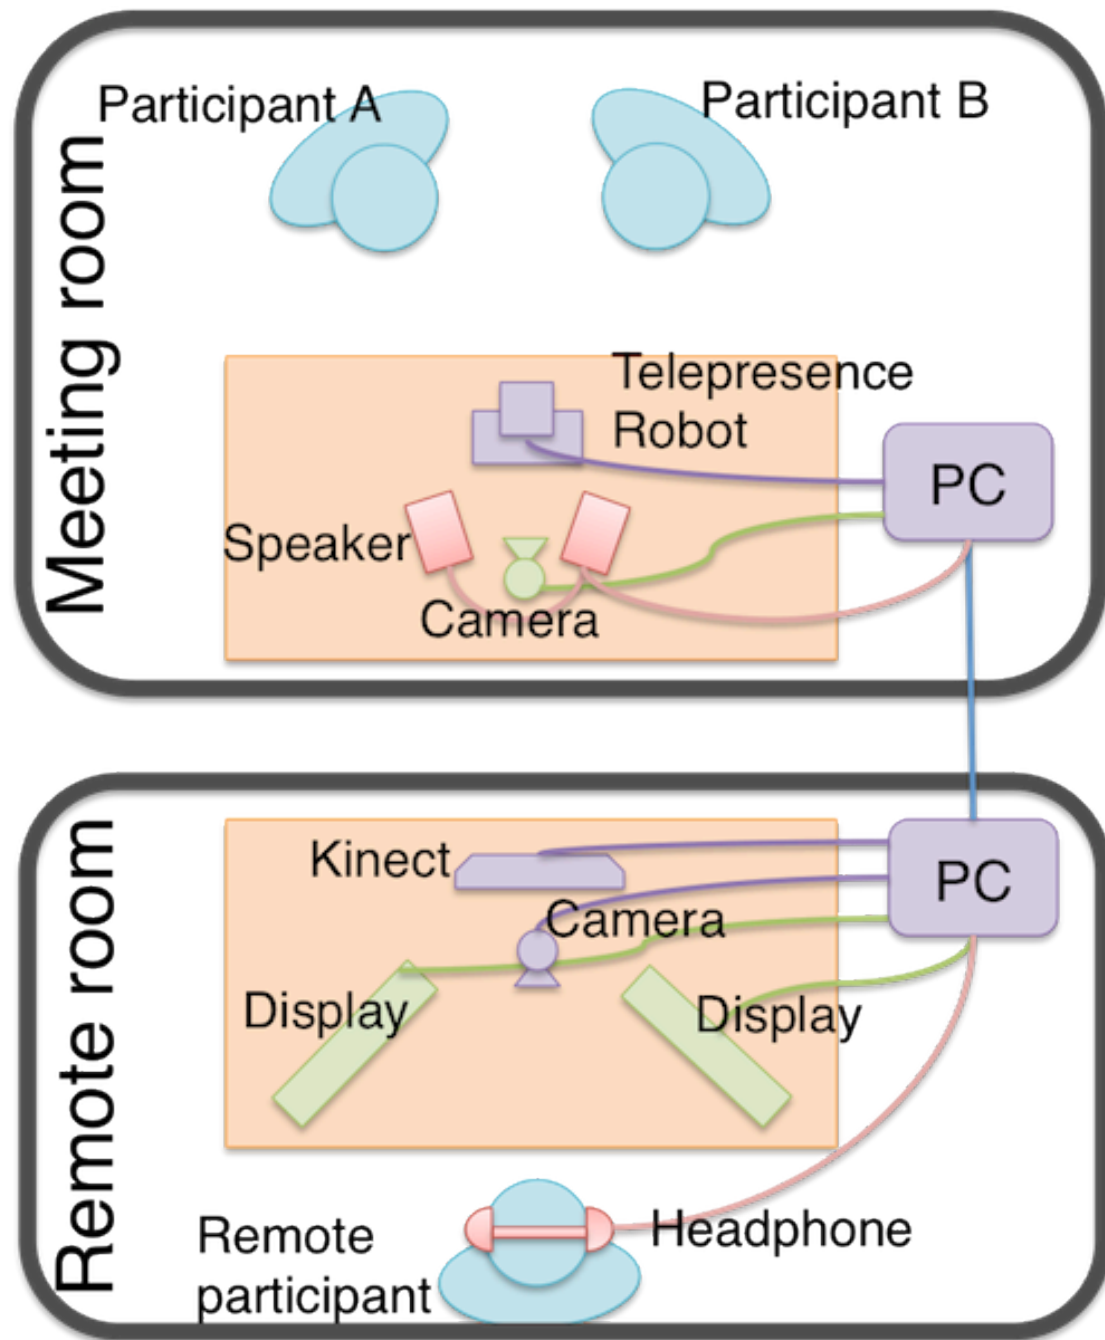 Meeting room
Participant A
Participant B
Telepresence
Robot
PC
Speaker
Camera
Remote room
Kinect
PC
Camera
Display
Display
Remote
participant
Headphone